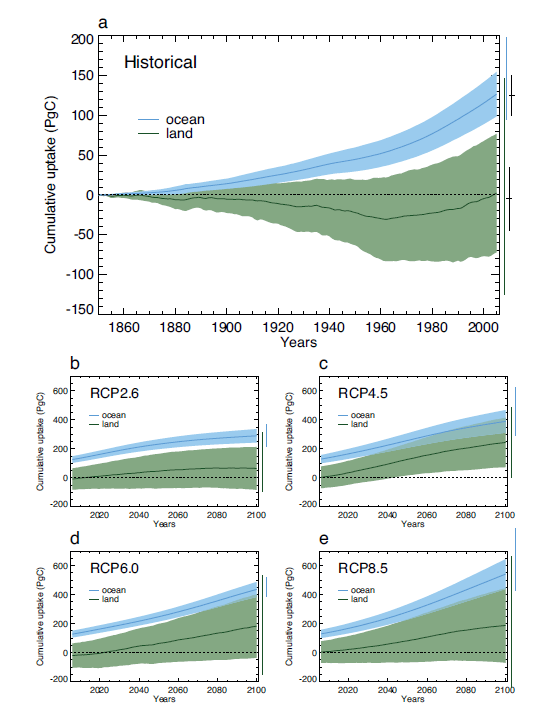 a
200
150
100
50
0
-50
-100
-150
Cumulative uptake (PgC)
Historical
ocean
land
1860 1880 1900 1920 1940 1960 1980 2000
Years
b
600
400
200
0
-200
Cumulative uptake (PgC)
RCP2.6
ocean
land
2020 2040 2060 2080 2100
Years
c
600
400
200
0
-200
Cumulative uptake (PgC)
RCP4.5
ocean
land
2020 2040 2060 2080 2100
Years
d
600
400
200
0
-200
Cumulative uptake (PgC)
RCP6.0
ocean
land
2020 2040 2060 2080 2100
Years
e
600
400
200
0
-200
Cumulative uptake (PgC)
RCP8.5
ocean
land
2020 2040 2060 2080 2100
Years